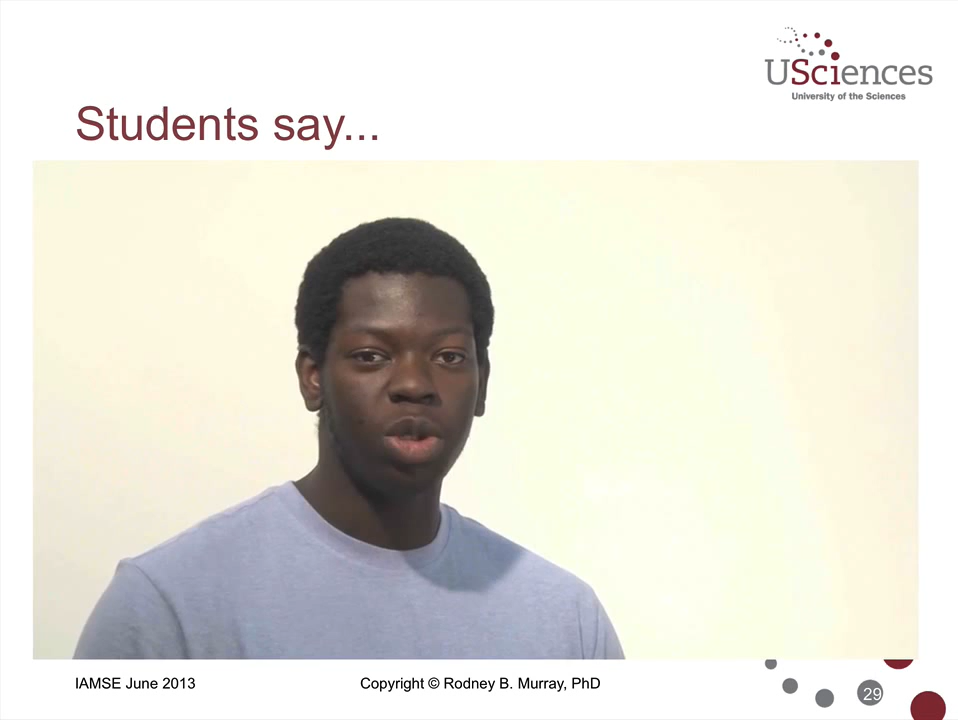 USciences
University of the Sciences
Students say...
IAMSE June 2013
Copyright © Rodney B. Murray, PhD
29